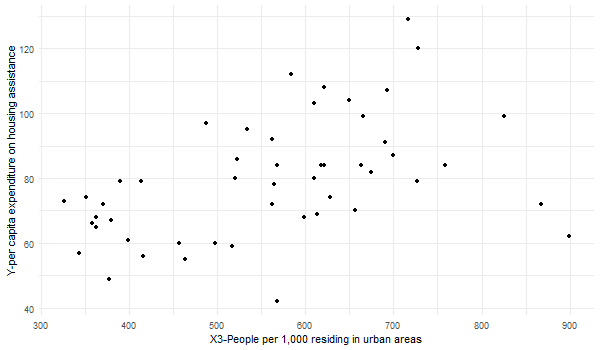 Y-per capita expenditure on housing assistance
120
100
80
60
40
300 400 500 600 700 800 900
X3-People per 1,000 residing in urban areas